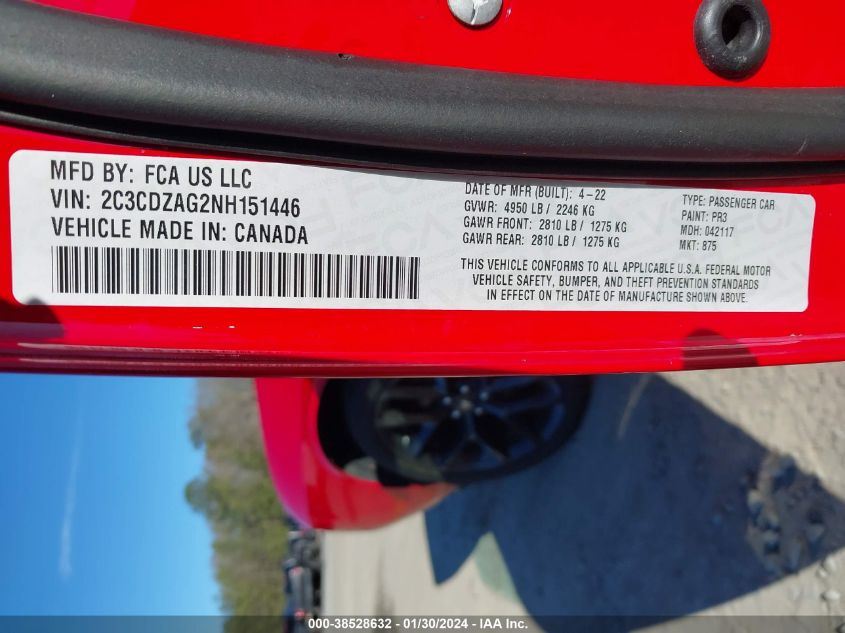 MFD BY: FCA US LLC
VIN: 2C3CDZAG2NH151446
VEHICLE MADE IN: CANADA
DATE OF MFR (BUILT): 4-22
GVWR: 4950 LB / 2246 KG
GAWR FRONT: 2810 LB / 1275 KG
GAWR REAR: 2810 LB / 1275 KG
TYPE: PASSENGER CAR
PAINT: PR3
MDH: 042117
MKT: B75
THIS VEHICLE CONFORMS TO ALL APPLICABLE U.S.A. FEDERAL MOTOR
VEHICLE SAFETY, BUMPER, AND THEFT PREVENTION STANDARDS
IN EFFECT ON THE DATE OF MANUFACTURE SHOWN ABOVE.
000-38528632 - 01/30/2024 - IAA Inc.